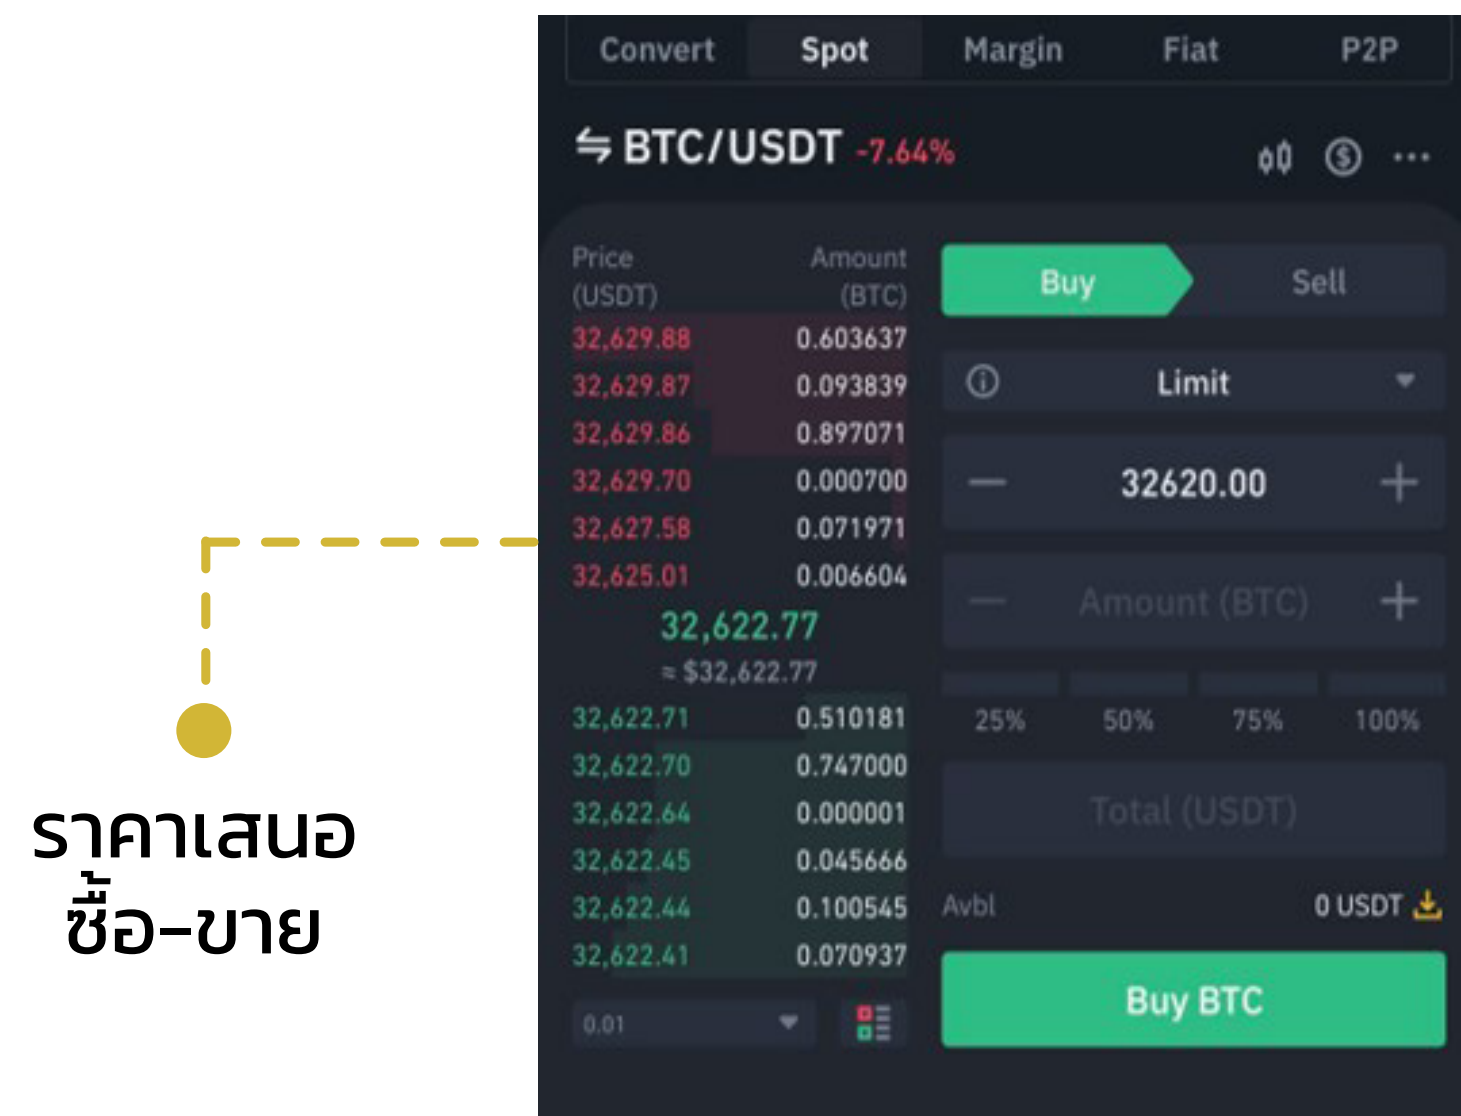 Convert Spot Margin Fiat P2P
BTC/USDT -7.64%
Price Amount
(USDT) (BTC)
32,629.88 0.603637
32,629.87 0.093839
32,629.86 0.897071
32,629.70 0.000700
32,627.58 0.071971
32,625.01 0.006604
32,622.77
≈ $32,622.77
32,622.71 0.510181
32,622.70 0.747000
32,622.64 0.000001
32,622.45 0.045666
32,622.44 0.100545
32,622.41 0.070937
0.01
Buy Sell
Limit
32620.00
Amount (BTC)
25% 50% 75% 100%
Total (USDT)
Avbl 0 USDT
Buy BTC
ราคาเสนอ
ซื้อ-ขาย